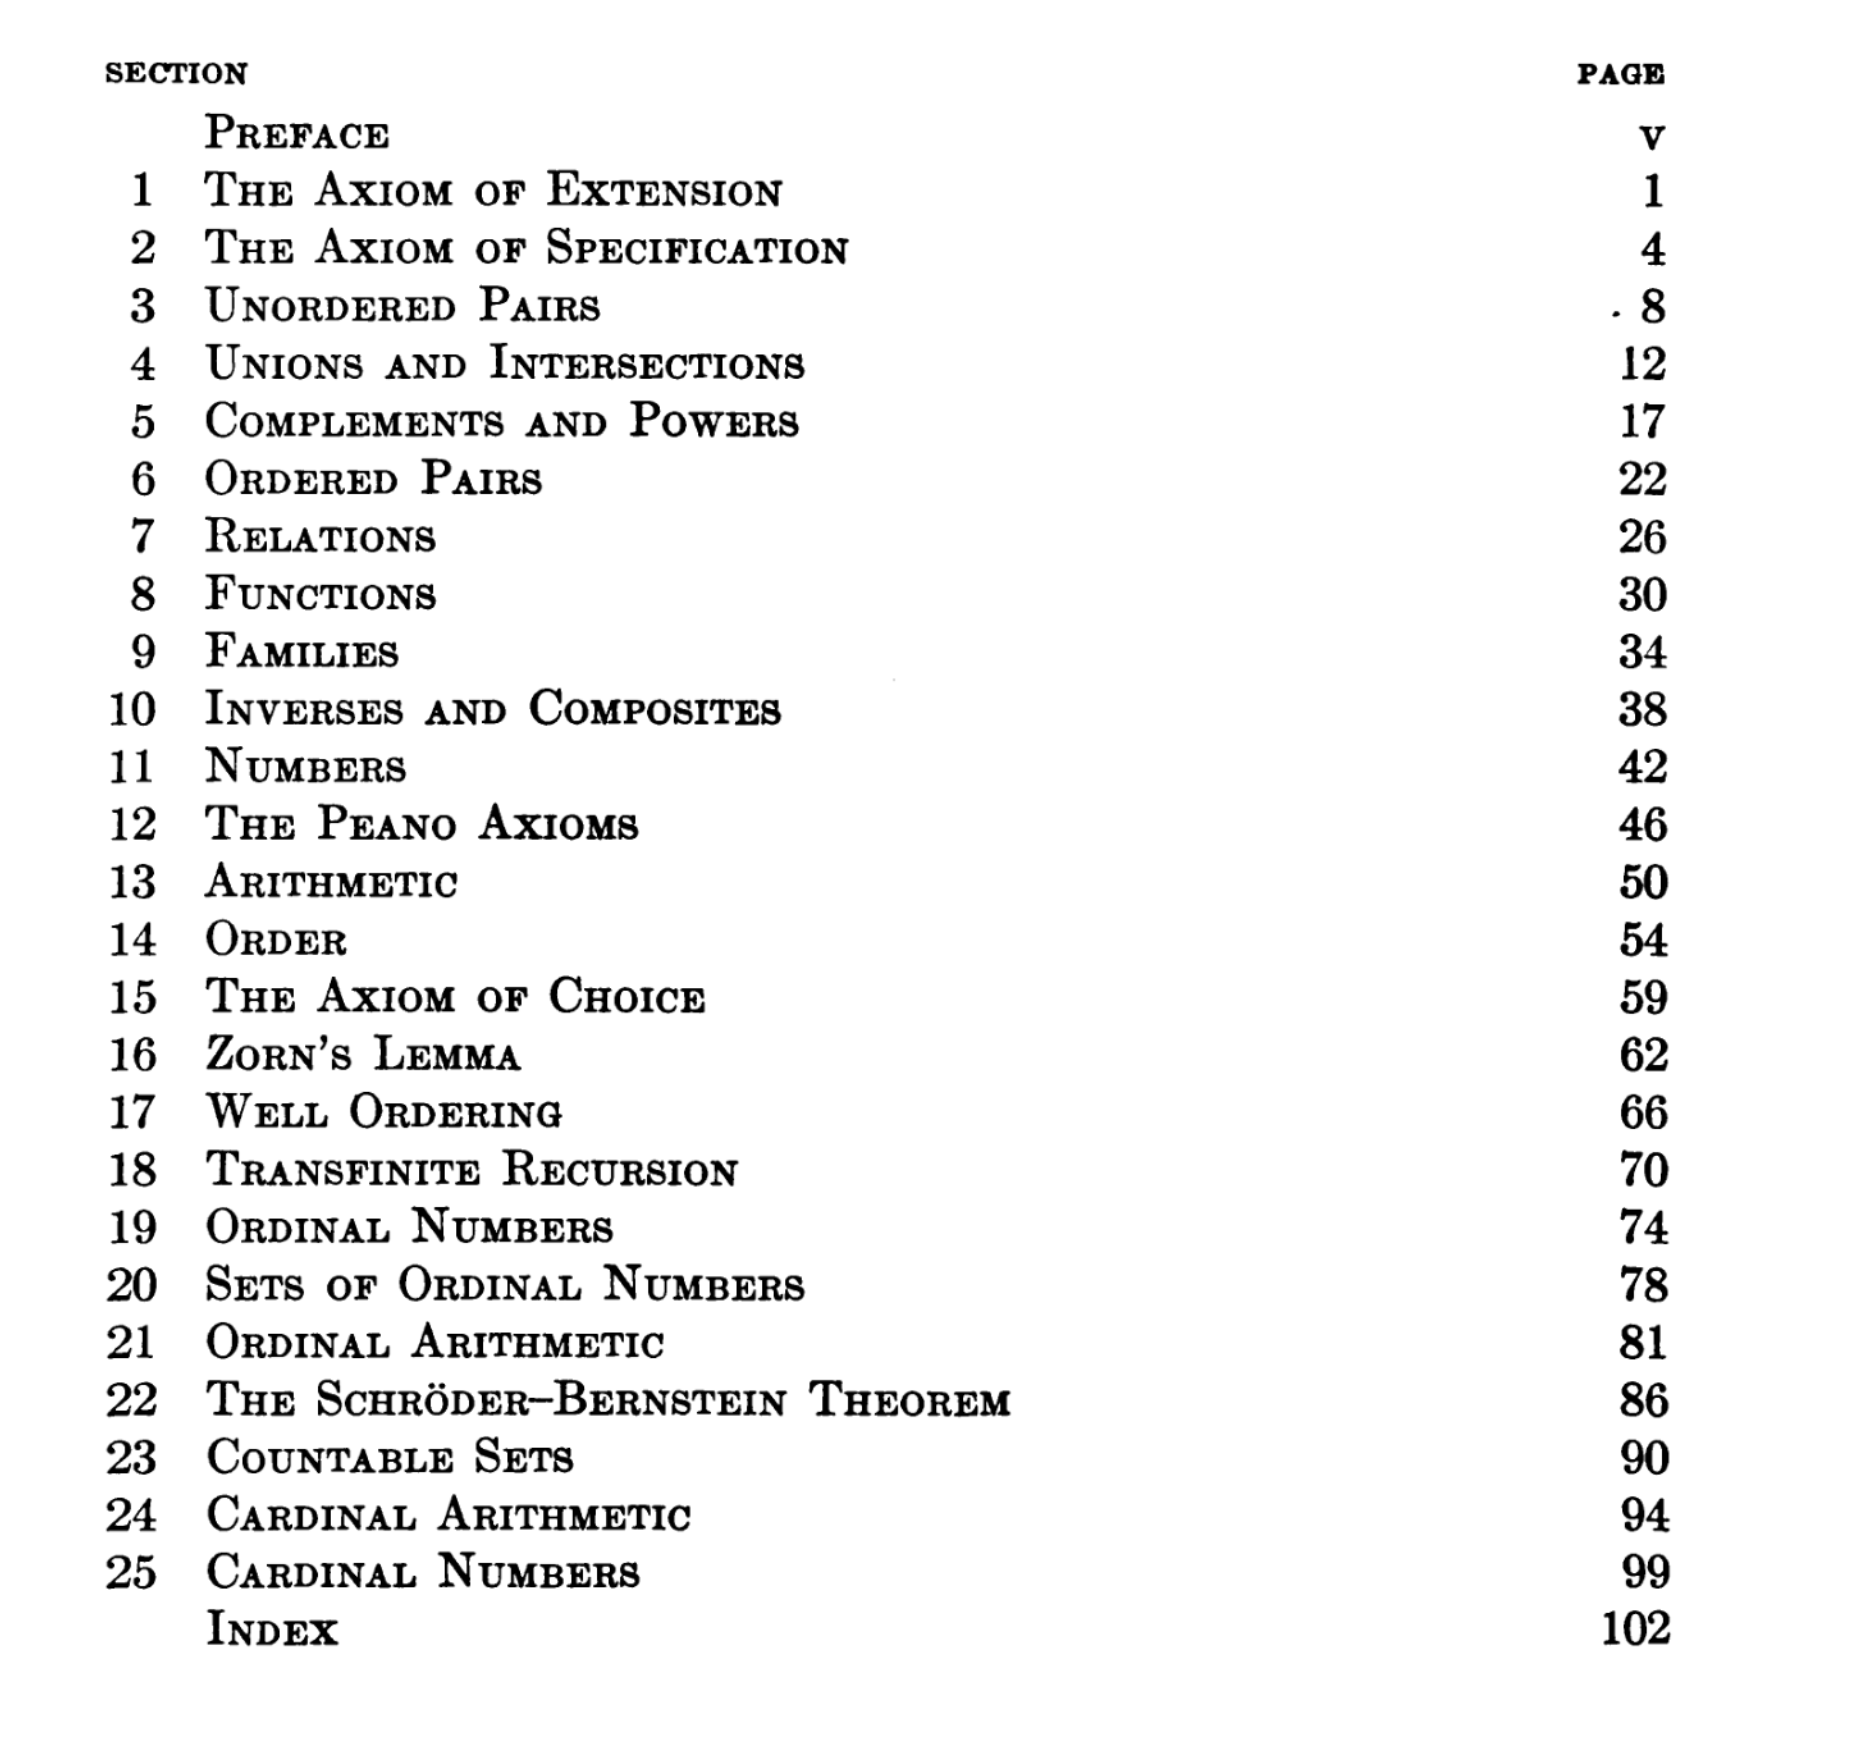 SECTION PAGE
PREFACE v
1 THE AXIOM OF EXTENSION 1
2 THE AXIOM OF SPECIFICATION 4
3 UNORDERED PAIRS 8
4 UNIONS AND INTERSECTIONS 12
5 COMPLEMENTS AND POWERS 17
6 ORDERED PAIRS 22
7 RELATIONS 26
8 FUNCTIONS 30
9 FAMILIES 34
10 INVERSES AND COMPOSITES 38
11 NUMBERS 42
12 THE PEANO AXIOMS 46
13 ARITHMETIC 50
14 ORDER 54
15 THE AXIOM OF CHOICE 59
16 ZORN'S LEMMA 62
17 WELL ORDERING 66
18 TRANSFINITE RECURSION 70
19 ORDINAL NUMBERS 74
20 SETS OF ORDINAL NUMBERS 78
21 ORDINAL ARITHMETIC 81
22 THE SCHRÖDER–BERNSTEIN THEOREM 86
23 COUNTABLE SETS 90
24 CARDINAL ARITHMETIC 94
25 CARDINAL NUMBERS 99
INDEX 102